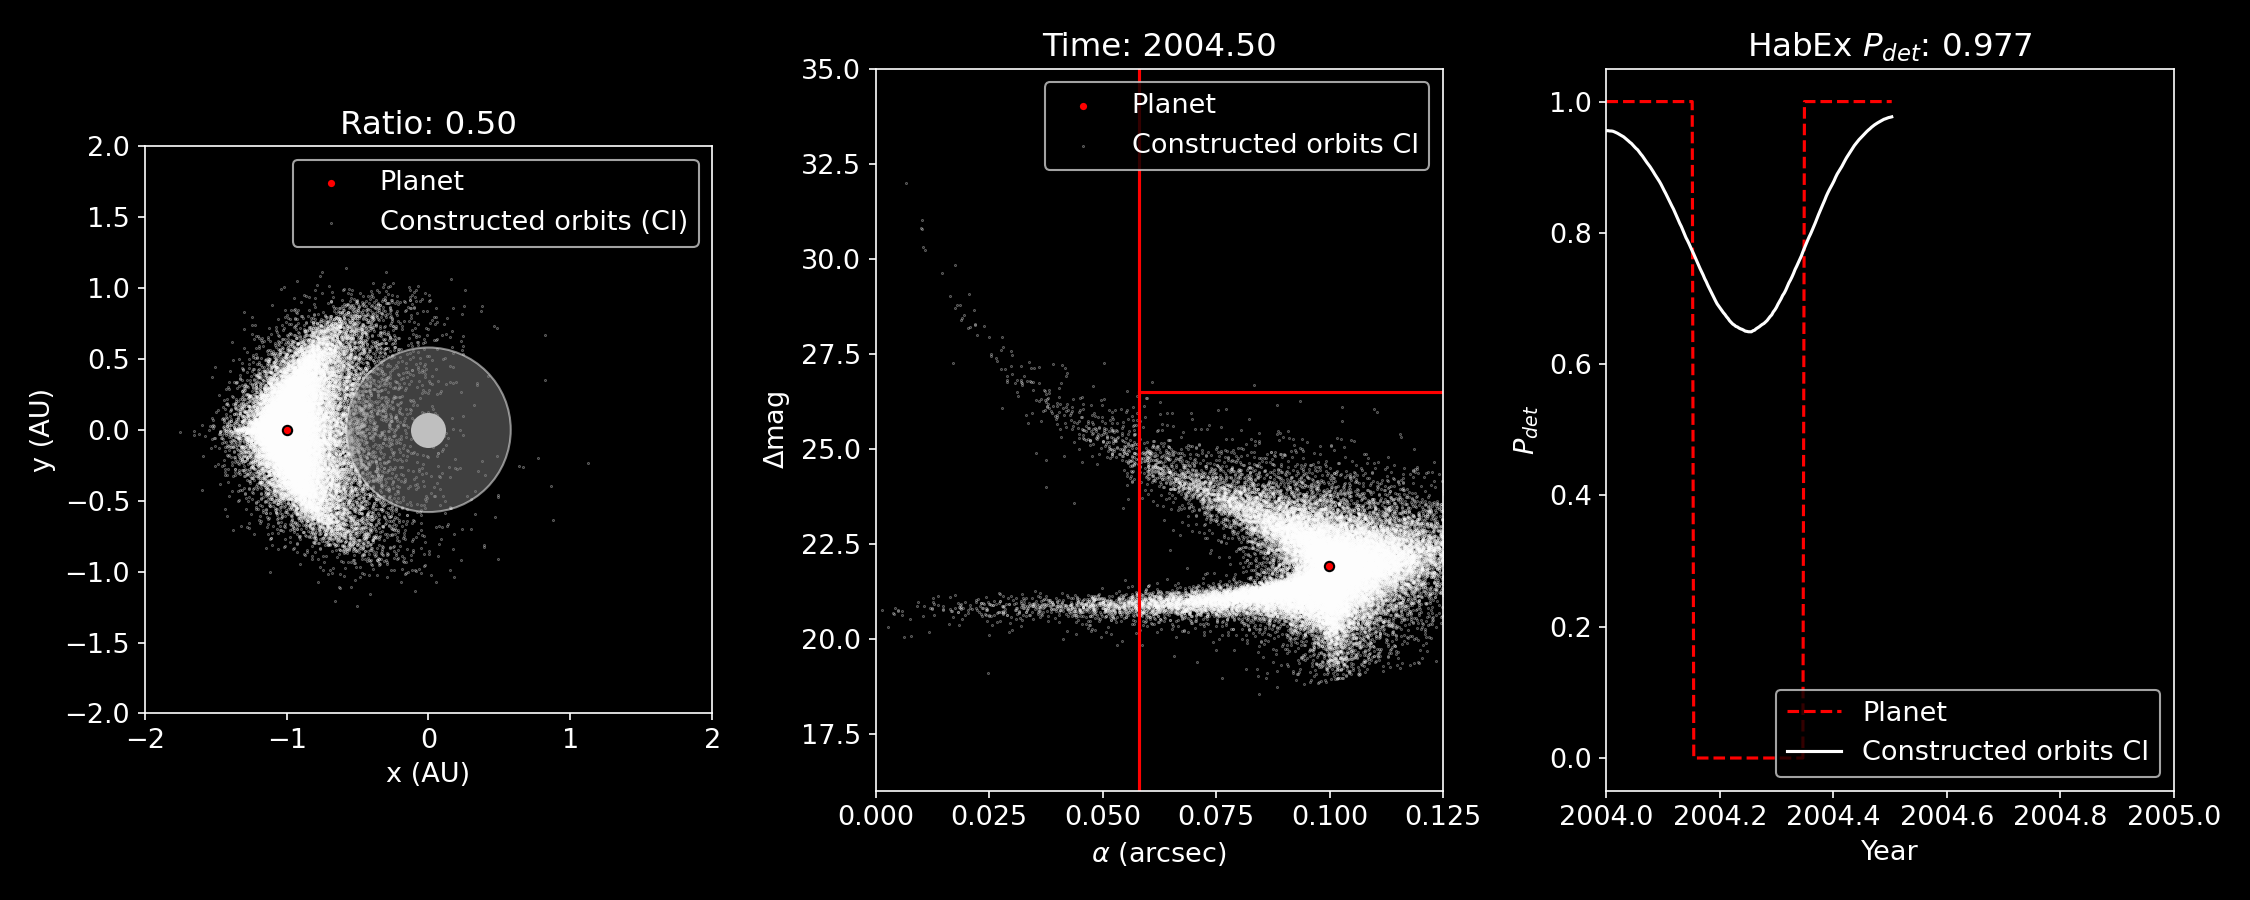 Ratio: 0.50
2.0
1.5
1.0
0.5
0.0
−0.5
−1.0
−1.5
−2.0
−2
−1
0
1
2
x (AU)
y (AU)
Planet
Constructed orbits (CI)
Time: 2004.50
35.0
32.5
30.0
27.5
25.0
22.5
20.0
17.5
0.000
0.025
0.050
0.075
0.100
0.125
α (arcsec)
Δmag
Planet
Constructed orbits CI
HabEx P_det: 0.977
1.0
0.8
0.6
0.4
0.2
0.0
2004.0
2004.2
2004.4
2004.6
2004.8
2005.0
Year
P_det
Planet
Constructed orbits CI